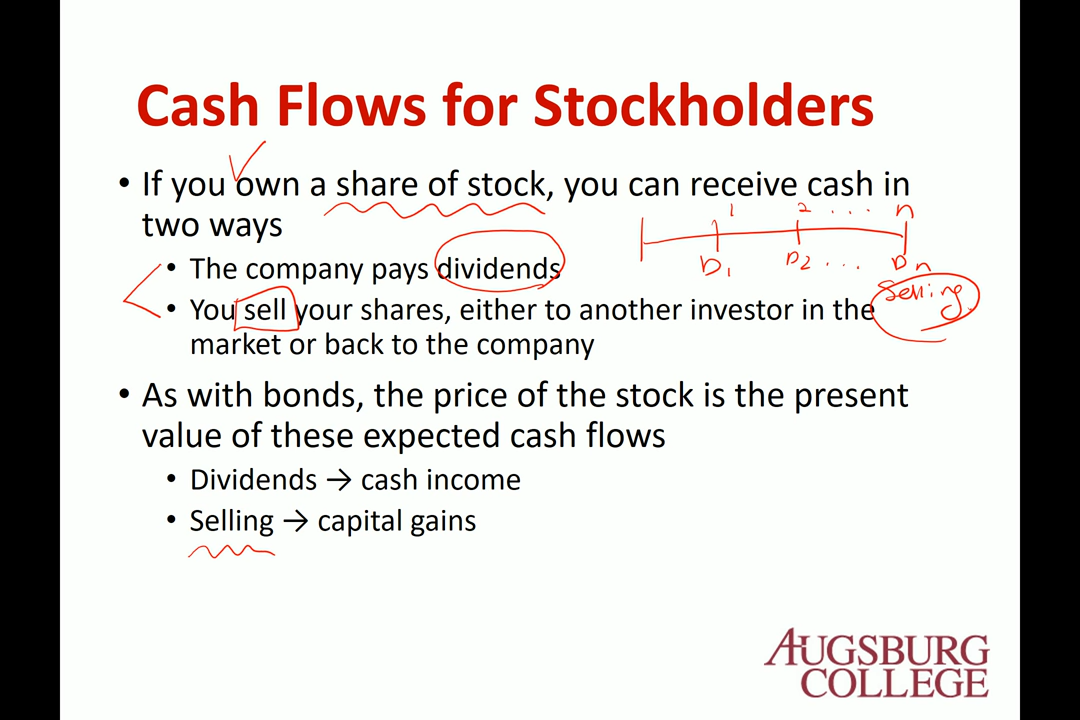 Cash Flows for Stockholders
• If you own a share of stock, you can receive cash in
two ways
1 2 ... n
D1 D2 ... Dn
• The company pays dividends
Selling
• You sell your shares, either to another investor in the
market or back to the company
• As with bonds, the price of the stock is the present
value of these expected cash flows
• Dividends → cash income
• Selling → capital gains
AUGSBURG
COLLEGE